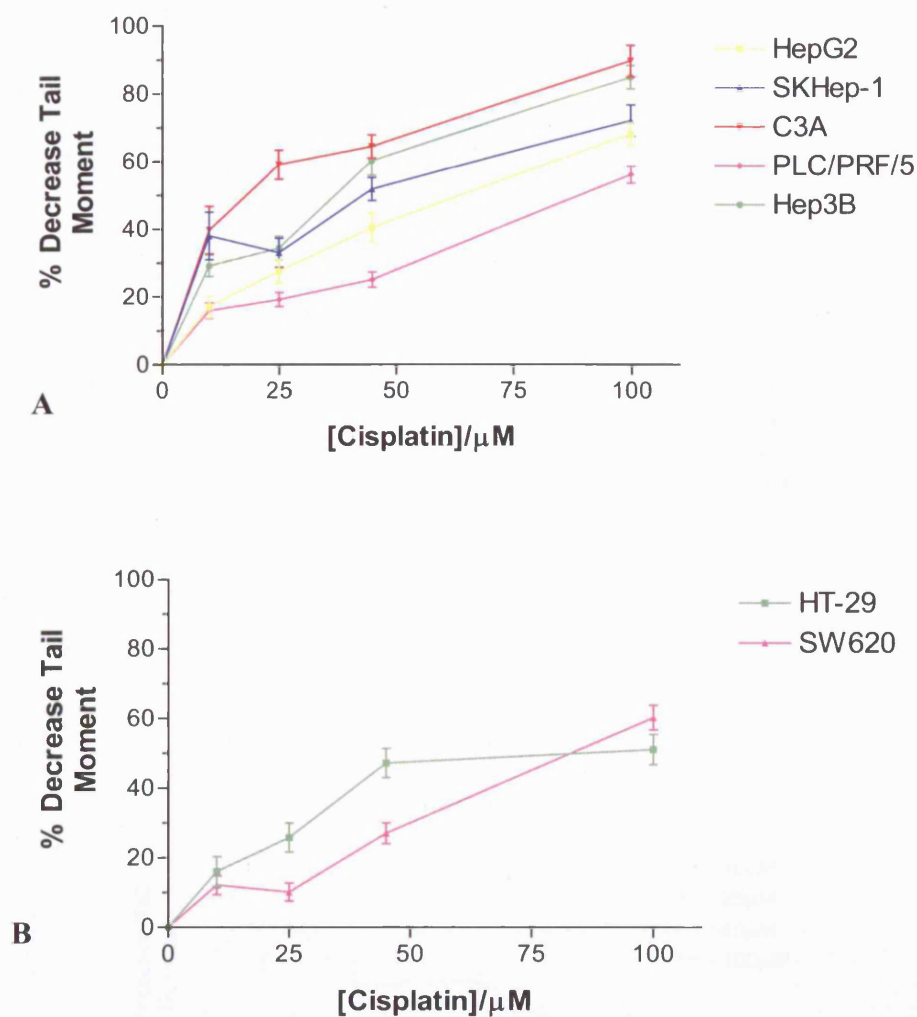 100
80
60
40
20
0
% Decrease Tail
Moment
0 25 50 75 100
[Cisplatin]/μM
A
HepG2
SKHep-1
C3A
PLC/PRF/5
Hep3B
100
80
60
40
20
0
% Decrease Tail
Moment
0 25 50 75 100
[Cisplatin]/μM
B
HT-29
SW620